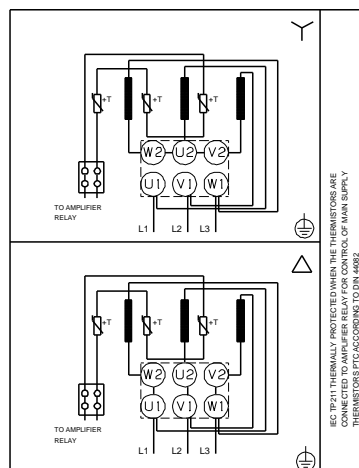 +T
+T
+T
W2 U2 V2
U1 V1 W1
TO AMPLIFIER
RELAY
L1 L2 L3
+T
+T
+T
W2 U2 V2
U1 V1 W1
TO AMPLIFIER
RELAY
L1 L2 L3
IEC TP 211 THERMALLY PROTECTED WHEN THE THERMISTORS ARE
CONNECTED TO AMPLIFIER RELAY FOR CONTROL OF MAIN SUPPLY
THERMISTORS PTC ACCORDING TO DIN 44082